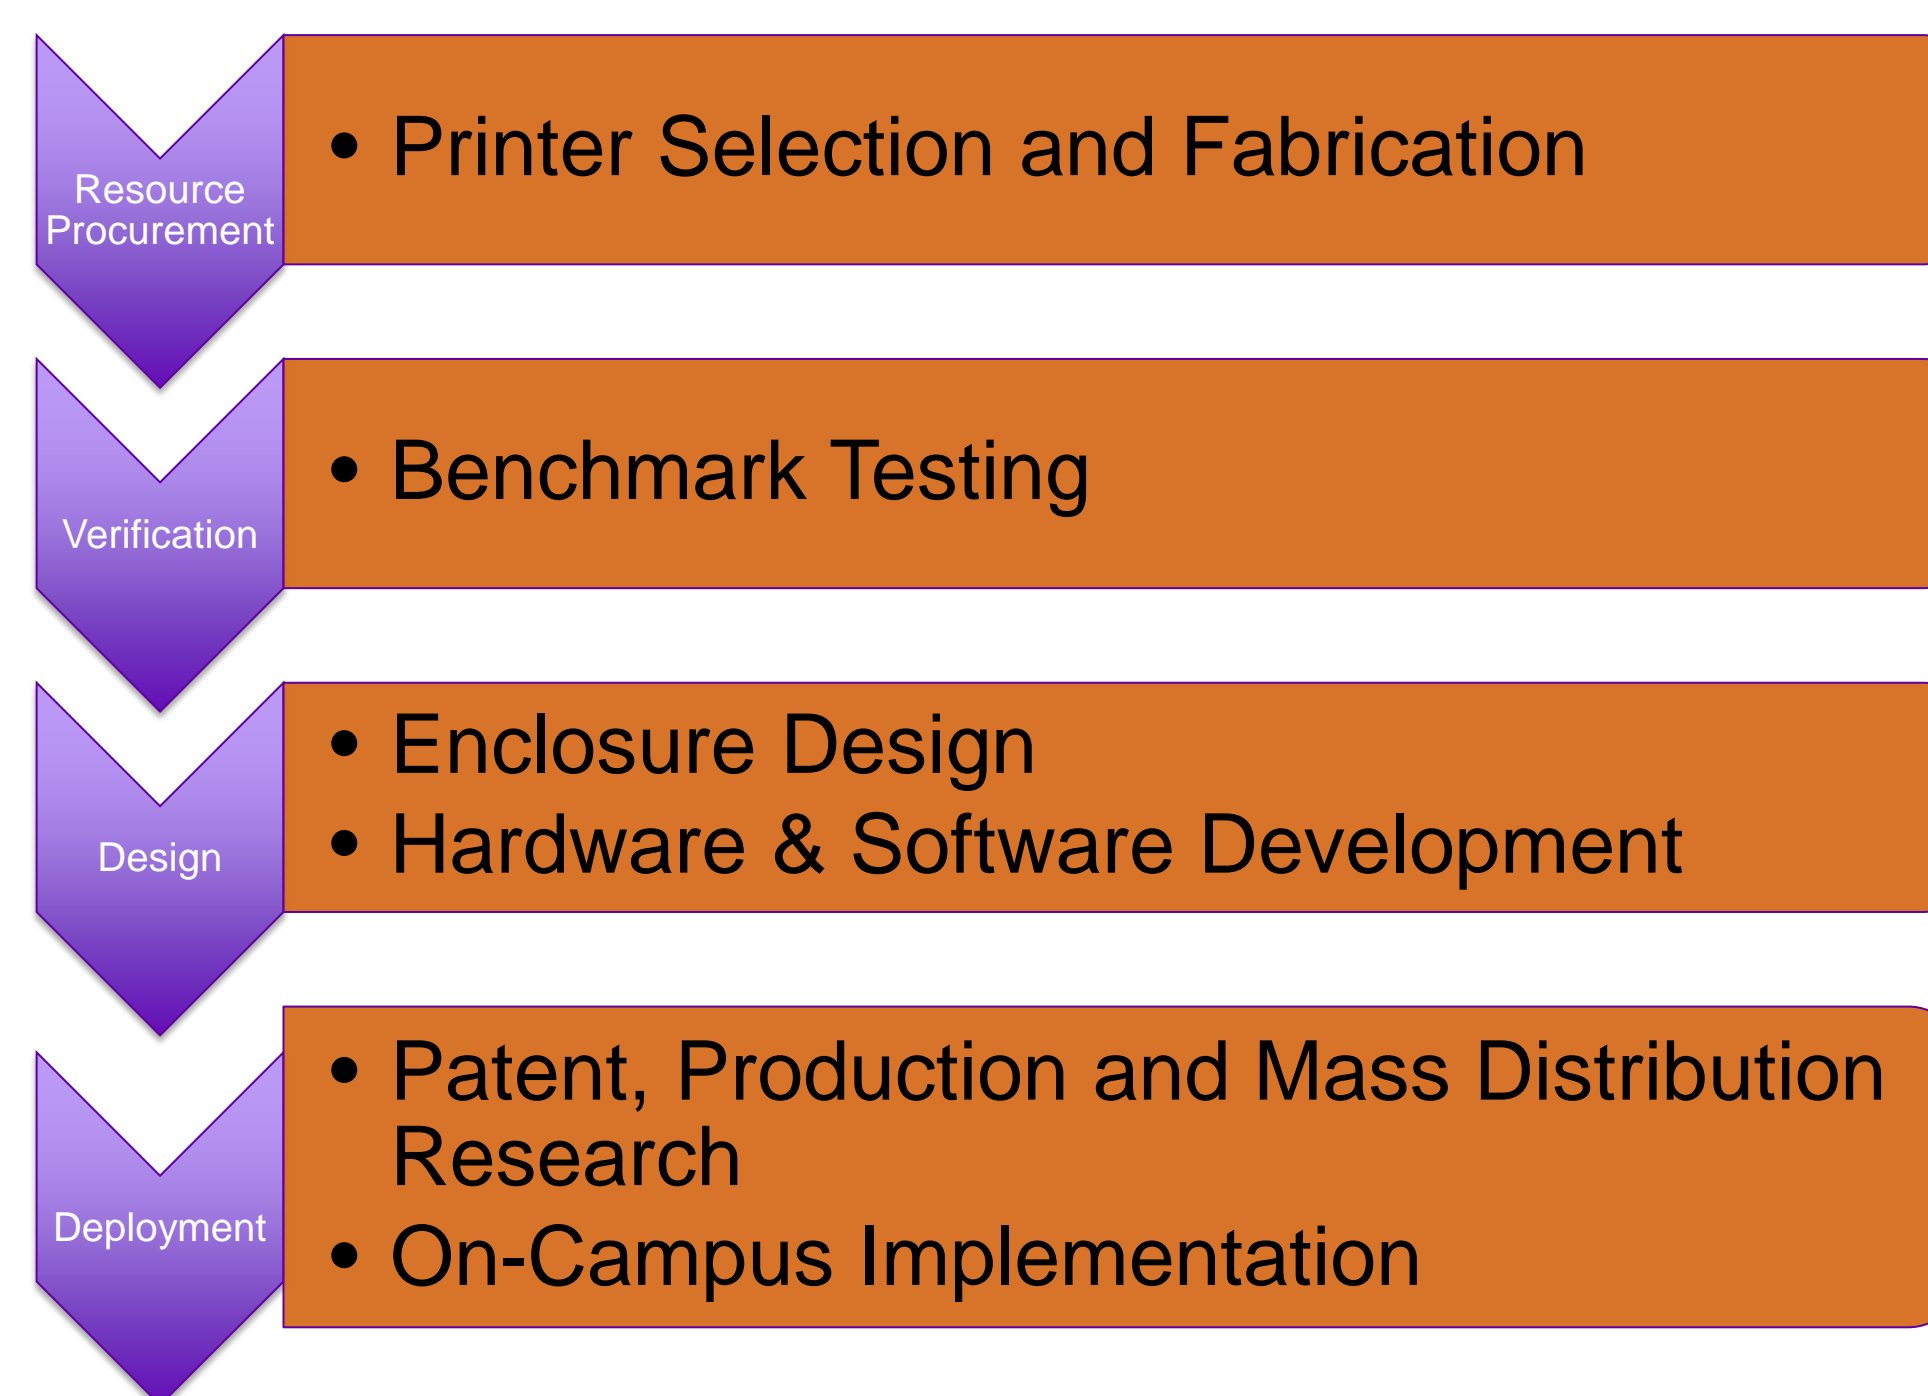 Resource
Procurement
• Printer Selection and Fabrication
Verification
• Benchmark Testing
Design
• Enclosure Design
• Hardware & Software Development
Deployment
• Patent, Production and Mass Distribution
Research
• On-Campus Implementation